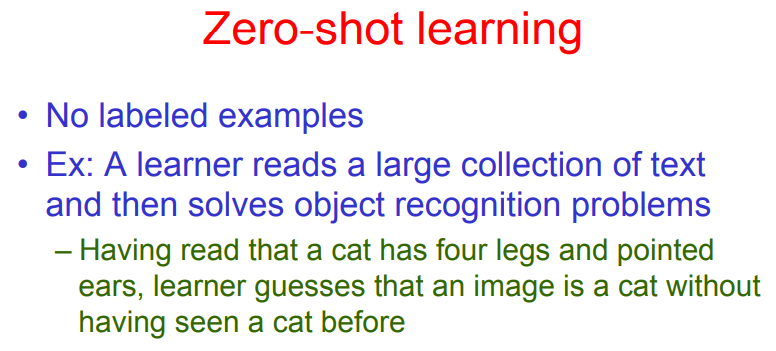 Zero-shot learning
• No labeled examples
• Ex: A learner reads a large collection of text
and then solves object recognition problems
– Having read that a cat has four legs and pointed
ears, learner guesses that an image is a cat without
having seen a cat before